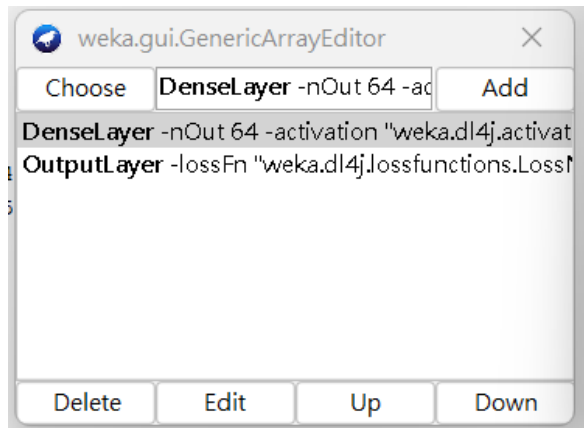 weka.gui.GenericArrayEditor
Choose DenseLayer -nOut 64 -ac Add
DenseLayer -nOut 64 -activation "weka.dl4j.activat
OutputLayer -lossFn "weka.dl4j.lossfunctions.Loss
Delete Edit Up Down